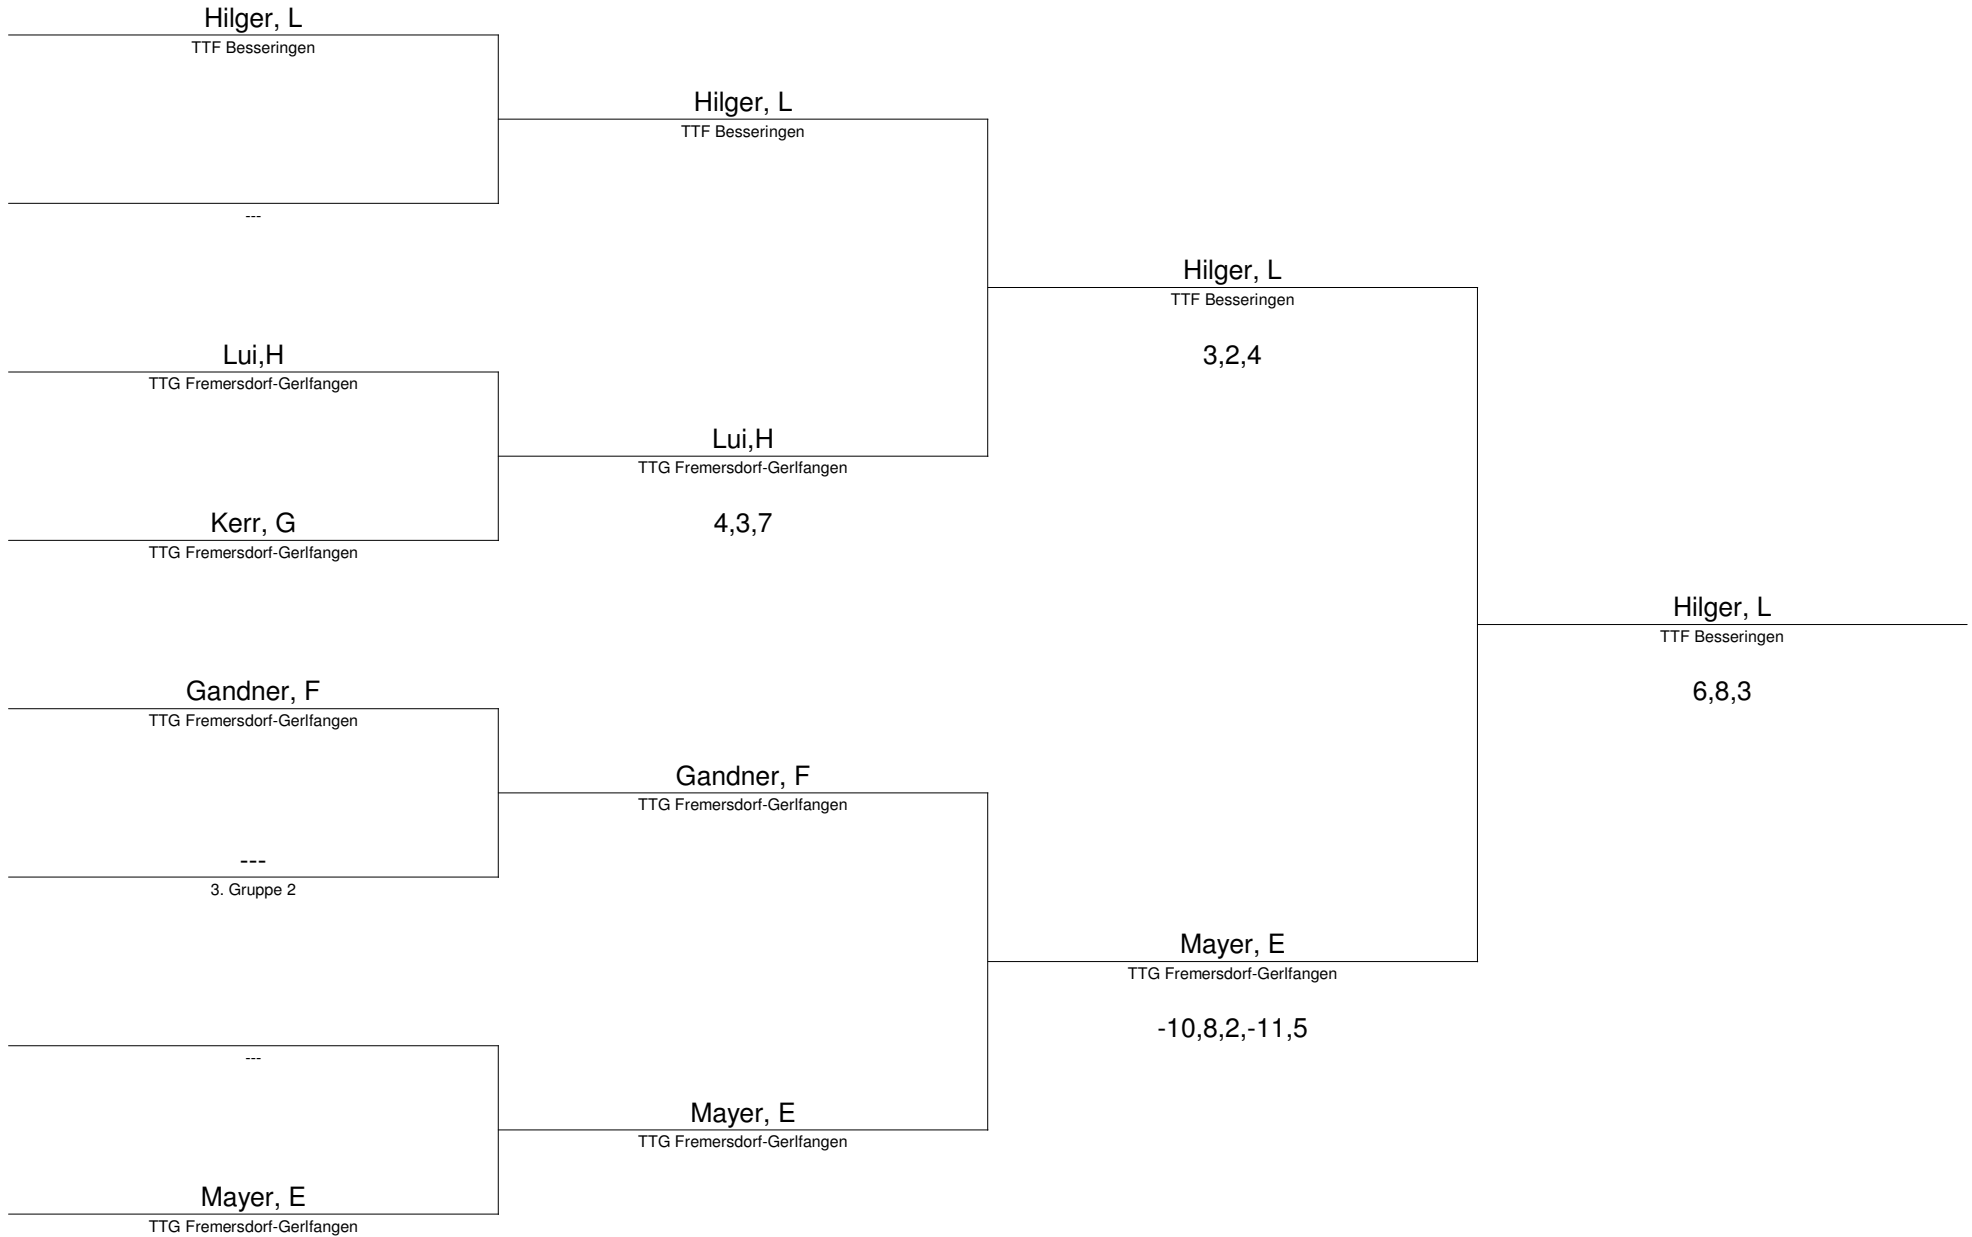 Hilger, L
TTF Besseringen
Hilger, L
TTF Besseringen
---
Hilger, L
TTF Besseringen
Lui,H
3,2,4
TTG Fremersdorf-Gerlfangen
Lui,H
TTG Fremersdorf-Gerlfangen
Kerr, G
4,3,7
TTG Fremersdorf-Gerlfangen
Hilger, L
TTF Besseringen
Gandner, F
6,8,3
TTG Fremersdorf-Gerlfangen
Gandner, F
TTG Fremersdorf-Gerlfangen
---
3. Gruppe 2
Mayer, E
TTG Fremersdorf-Gerlfangen
-10,8,2,-11,5
---
Mayer, E
TTG Fremersdorf-Gerlfangen
Mayer, E
TTG Fremersdorf-Gerlfangen